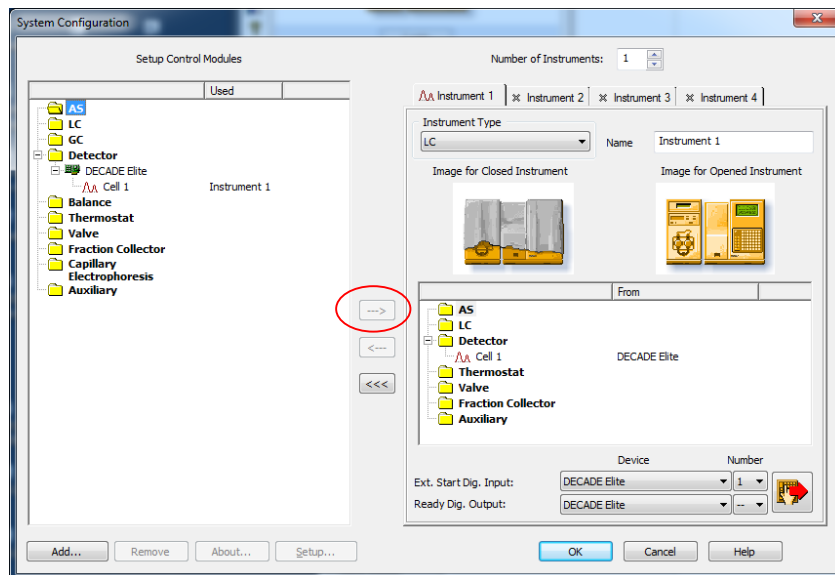 System Configuration
Setup Control Modules
Used
AS
LC
GC
Detector
DECADE Elite
Cell 1 Instrument 1
Balance
Thermostat
Valve
Fraction Collector
Capillary
Electrophoresis
Auxiliary
--->
<---
<<<
Number of Instruments: 1
Instrument 1 Instrument 2 Instrument 3 Instrument 4
Instrument Type
LC Name Instrument 1
Image for Closed Instrument Image for Opened Instrument
From
AS
LC
Detector
Cell 1 DECADE Elite
Thermostat
Valve
Fraction Collector
Auxiliary
Device Number
Ext. Start Dig. Input: DECADE Elite 1
Ready Dig. Output: DECADE Elite --
Add... Remove About... Setup... OK Cancel Help